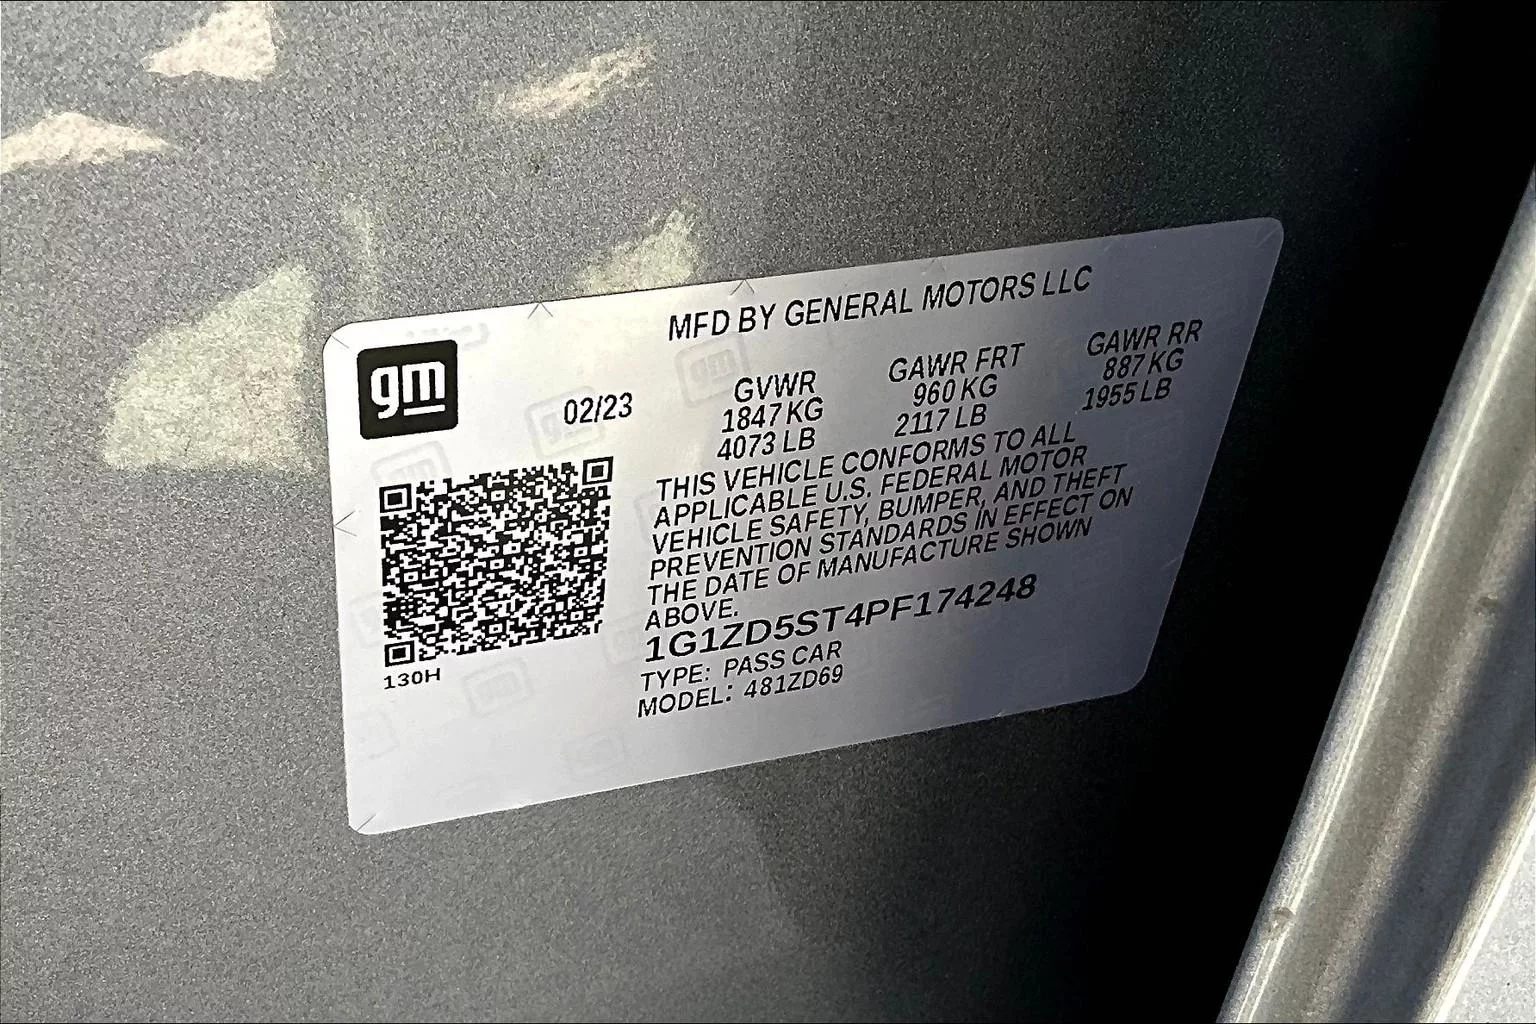 MFD BY GENERAL MOTORS LLC
gm
02/23
GVWR GAWR FRT GAWR RR
1847 KG 960 KG 887 KG
4073 LB 2117 LB 1955 LB
THIS VEHICLE CONFORMS TO ALL
APPLICABLE U.S. FEDERAL MOTOR
VEHICLE SAFETY, BUMPER, AND THEFT
PREVENTION STANDARDS IN EFFECT ON
THE DATE OF MANUFACTURE SHOWN
ABOVE.
1G1ZD5ST4PF174248
TYPE: PASS CAR
MODEL: 481ZD69
130H